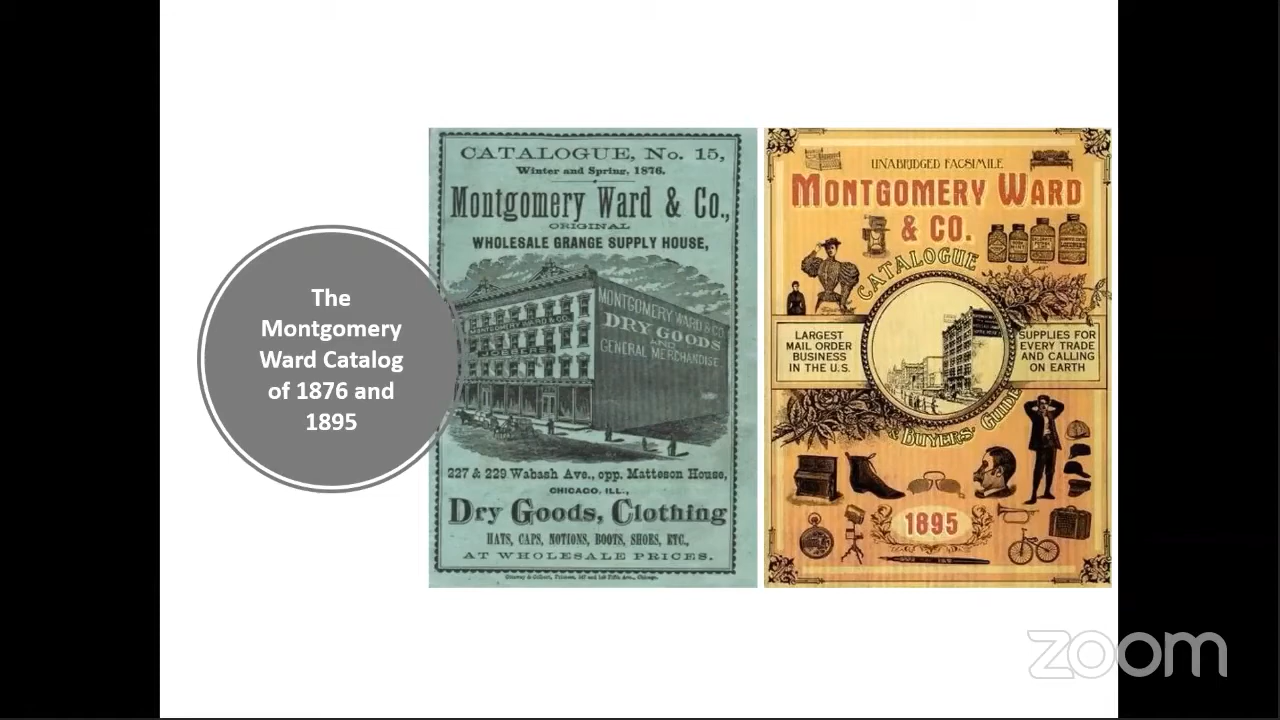 The
Montgomery
Ward Catalog
of 1876 and
1895
CATALOGUE, No. 15,
Winter and Spring, 1876.
Montgomery Ward & Co.,
ORIGINAL
WHOLESALE GRANGE SUPPLY HOUSE,
MONTGOMERY WARD & CO.
JOBBERS
MONTGOMERY WARD & CO
DRY GOODS
AND
GENERAL MERCHANDISE
227 & 229 Wabash Ave., opp. Matteson House,
CHICAGO, ILL.,
Dry Goods, Clothing
HATS, CAPS, NOTIONS, BOOTS, SHOES, ETC.,
AT WHOLESALE PRICES.
UNABRIDGED FACSIMILE
MONTGOMERY WARD
& CO.
CATALOGUE
LARGEST
MAIL ORDER
BUSINESS
IN THE U.S.
SUPPLIES FOR
EVERY TRADE
AND CALLING
ON EARTH
& BUYERS' GUIDE
1895
zoom